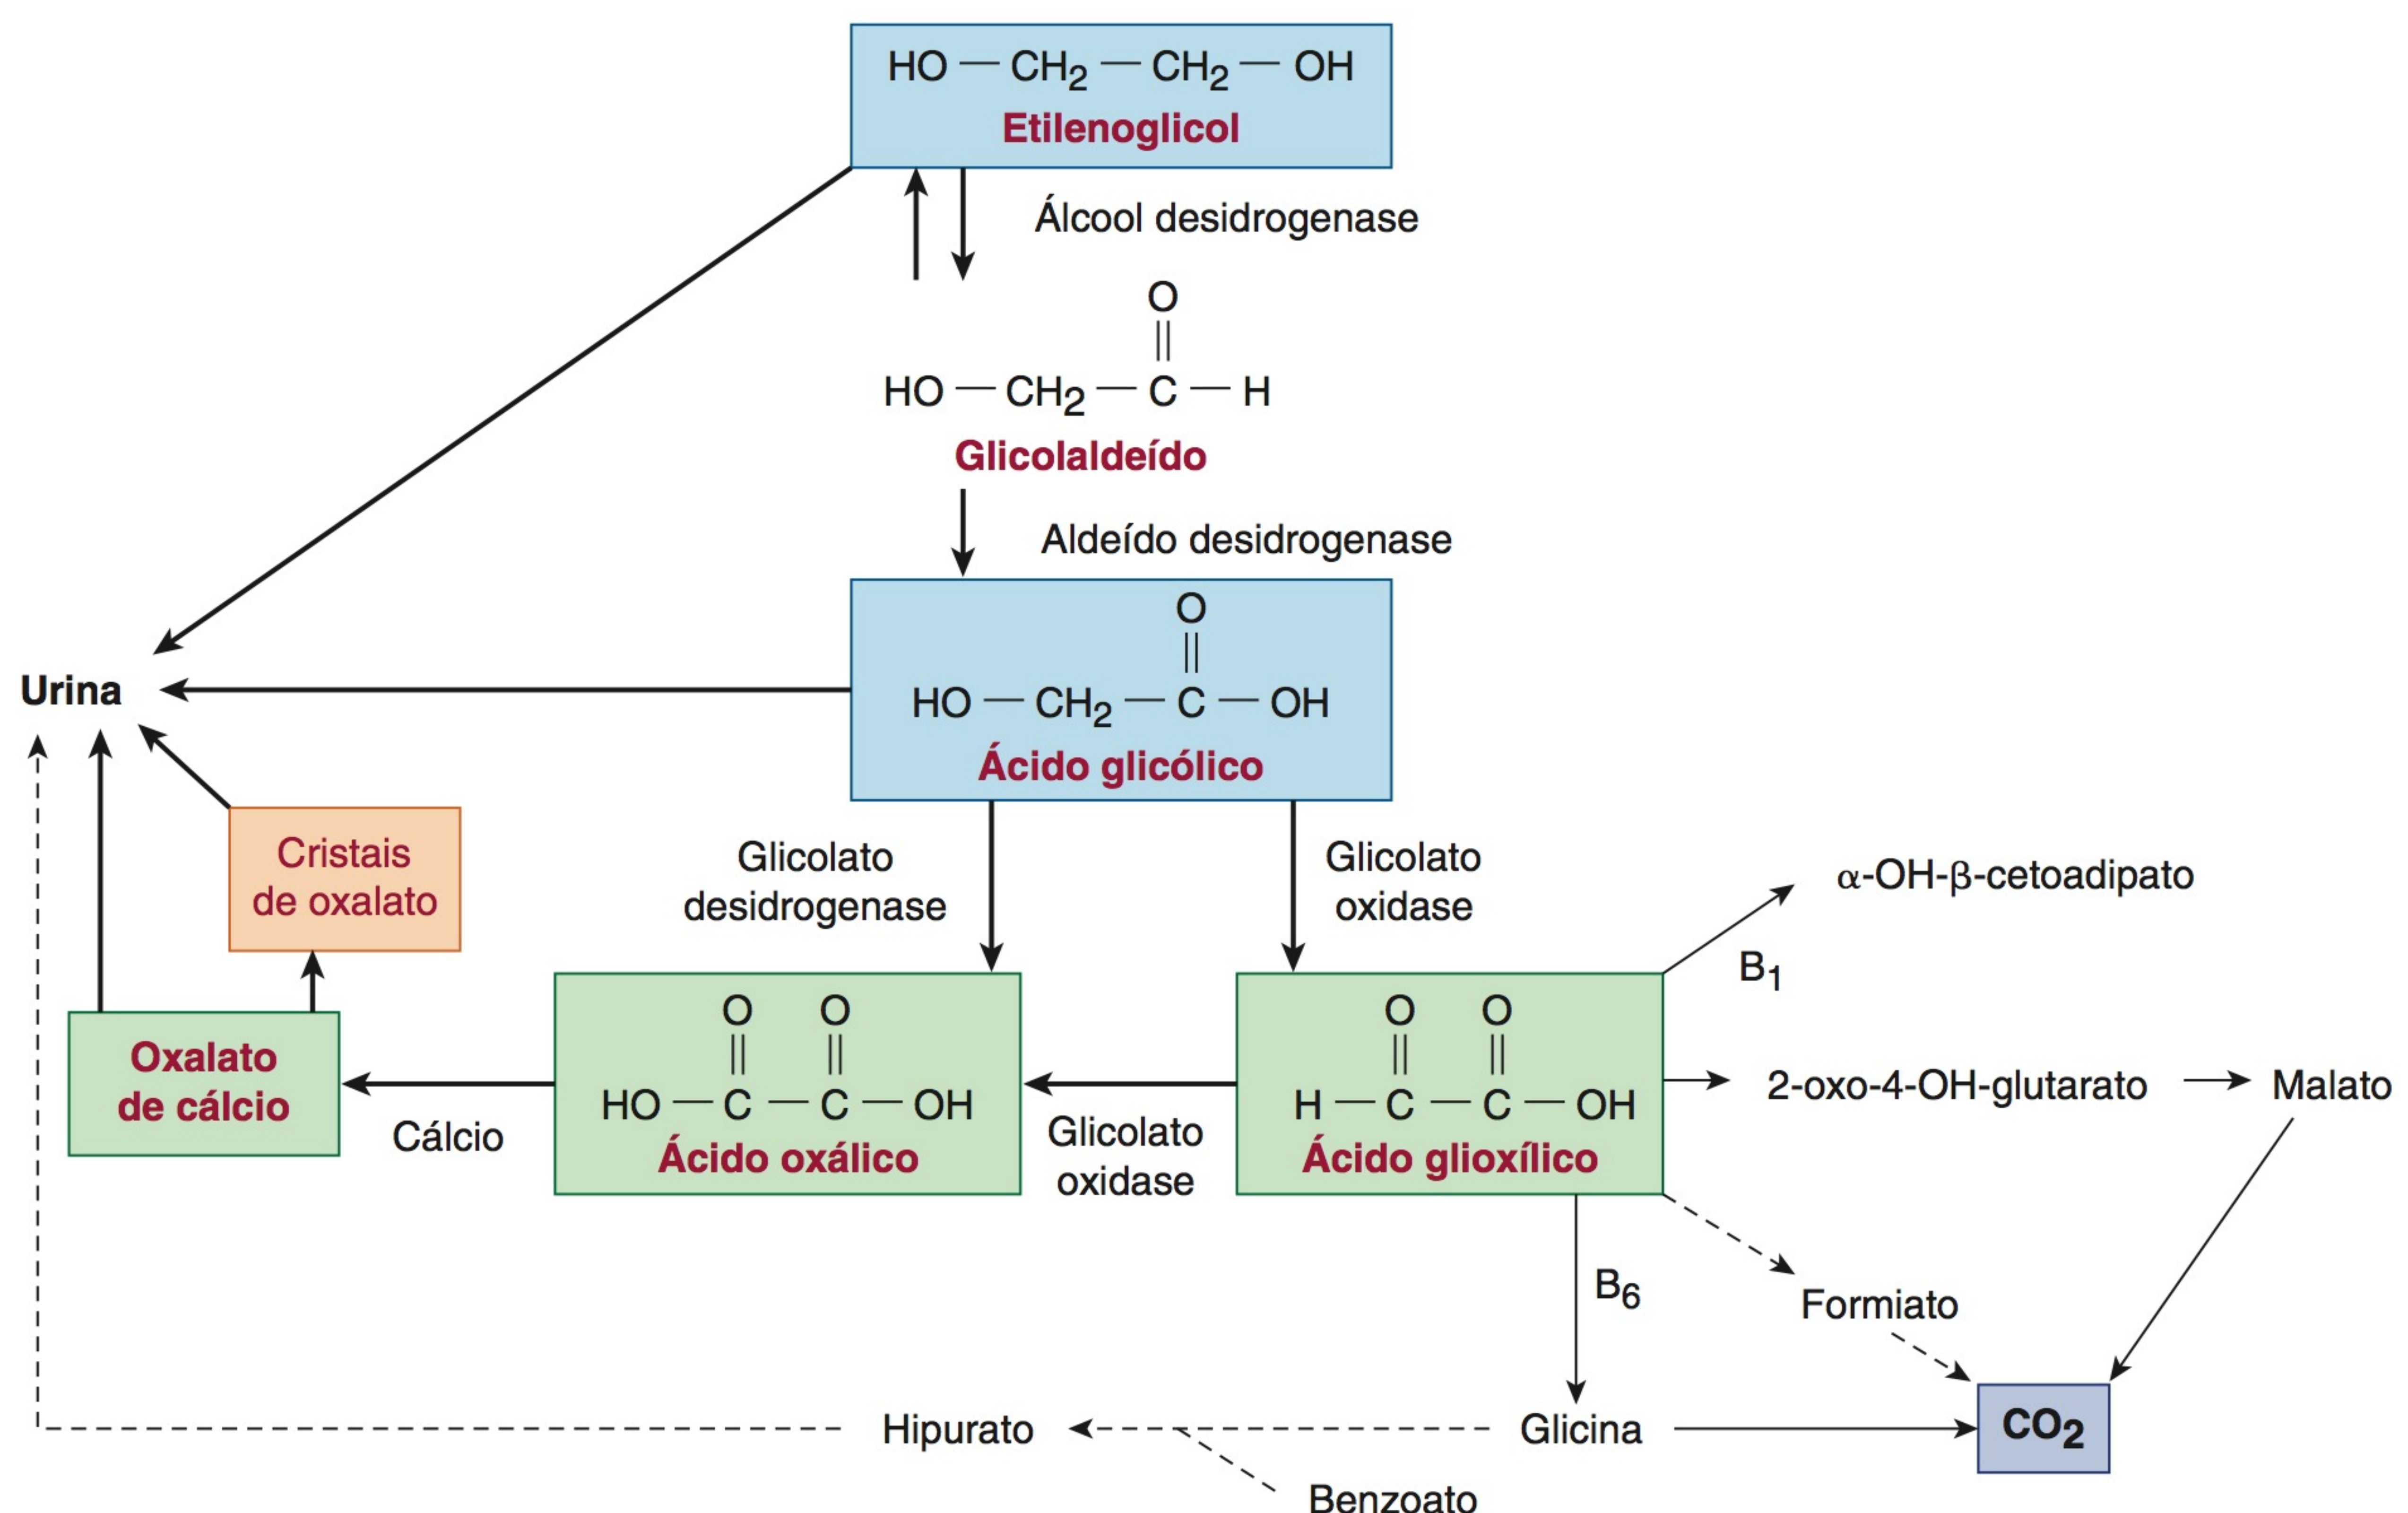 HO — CH2 — CH2 — OH
Etilenoglicol
Álcool desidrogenase
O
HO — CH2 — C — H
Glicolaldeído
Aldeído desidrogenase
O
HO — CH2 — C — OH
Ácido glicólico
Urina
Cristais
de oxalato
Glicolato
desidrogenase
Glicolato
oxidase
α-OH-β-cetoadipato
B1
Oxalato
de cálcio
Cálcio
O O
HO — C — C — OH
Ácido oxálico
Glicolato
oxidase
O O
H — C — C — OH
Ácido glioxílico
2-oxo-4-OH-glutarato
Malato
B6
Formiato
Hipurato
Glicina
CO2
Benzoato